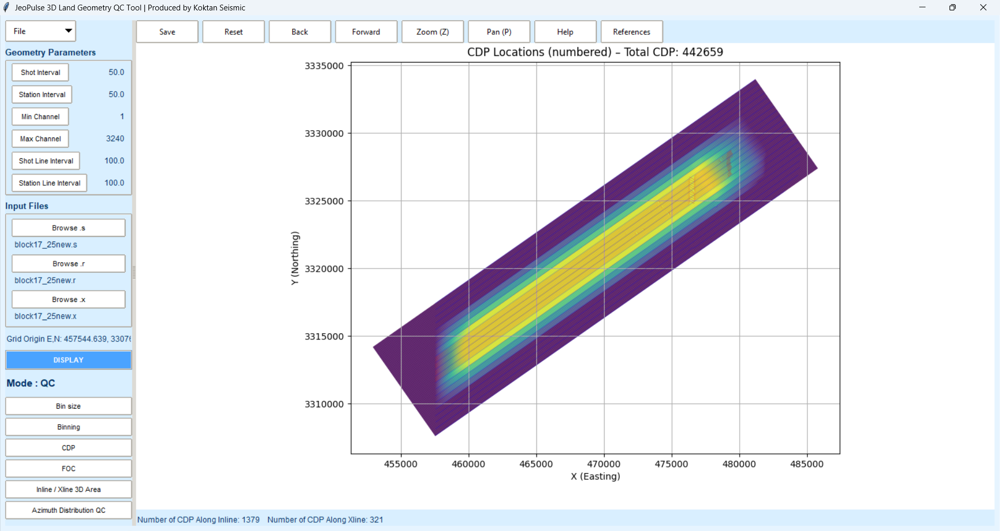 JeoPulse 3D Land Geometry QC Tool | Produced by Koktan Seismic
File
Save
Reset
Back
Forward
Zoom (Z)
Pan (P)
Help
References
Geometry Parameters
Shot Interval 50.0
Station Interval 50.0
Min Channel 1
Max Channel 3240
Shot Line Interval 100.0
Station Line Interval 100.0
Input Files
Browse .s
block17_25new.s
Browse .r
block17_25new.r
Browse .x
block17_25new.x
Grid Origin E,N: 457544.639, 3307
DISPLAY
Mode : QC
Bin size
Binning
CDP
FOC
Inline / Xline 3D Area
Azimuth Distribution QC
CDP Locations (numbered) – Total CDP: 442659
Y (Northing)
3335000
3330000
3325000
3320000
3315000
3310000
455000
460000
465000
470000
475000
480000
485000
X (Easting)
Number of CDP Along Inline: 1379 Number of CDP Along Xline: 321